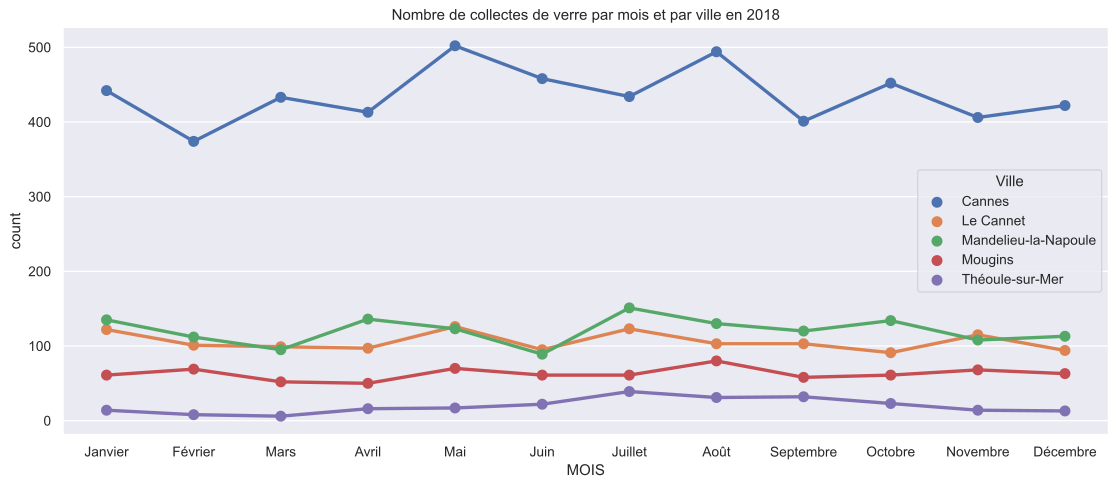 Nombre de collectes de verre par mois et par ville en 2018
500
400
300
200
100
0
count
Ville
Cannes
Le Cannet
Mandelieu-la-Napoule
Mougins
Théoule-sur-Mer
Janvier Février Mars Avril Mai Juin Juillet Août Septembre Octobre Novembre Décembre
MOIS